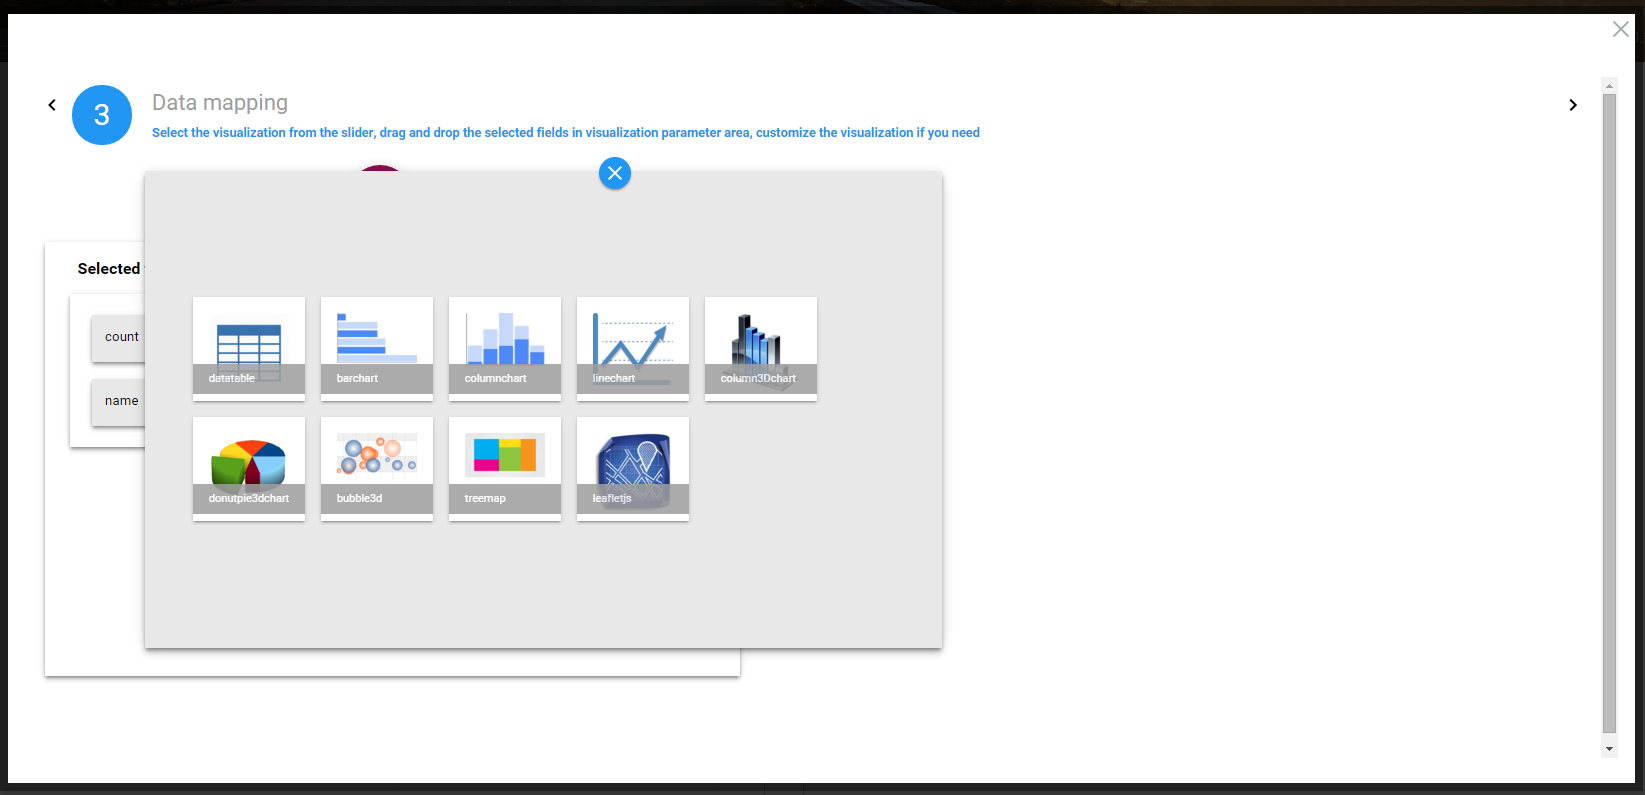 3
Data mapping
Select the visualization from the slider, drag and drop the selected fields in visualization parameter area, customize the visualization if you need
Selected
count
name
datatable
barchart
columnchart
linechart
column3Dchart
donutpie3dchart
bubble3d
treemap
leafletjs